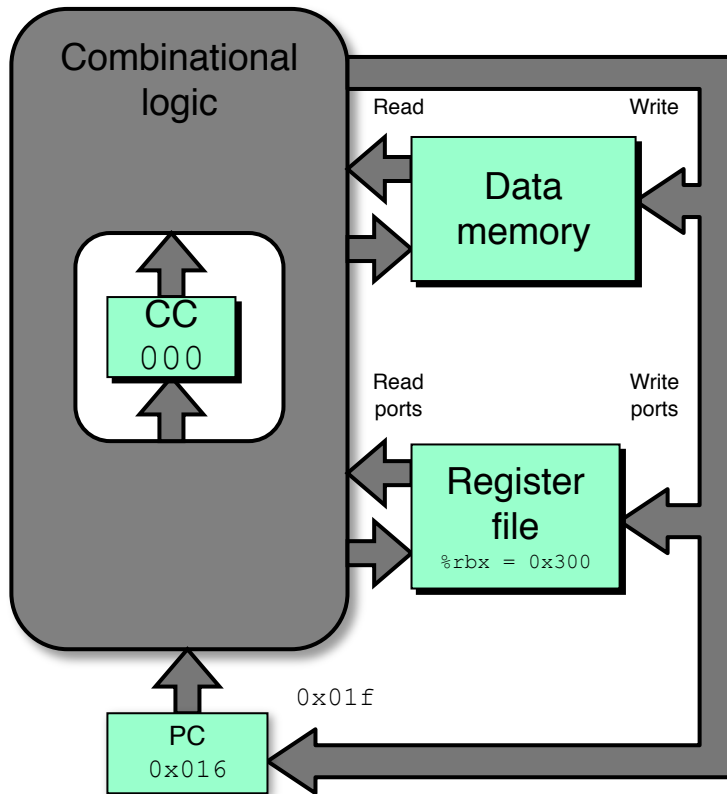 Combinational
logic
Read
Write
Data
memory
CC
000
Read
ports
Write
ports
Register
file
%rbx = 0x300
0x01f
PC
0x016